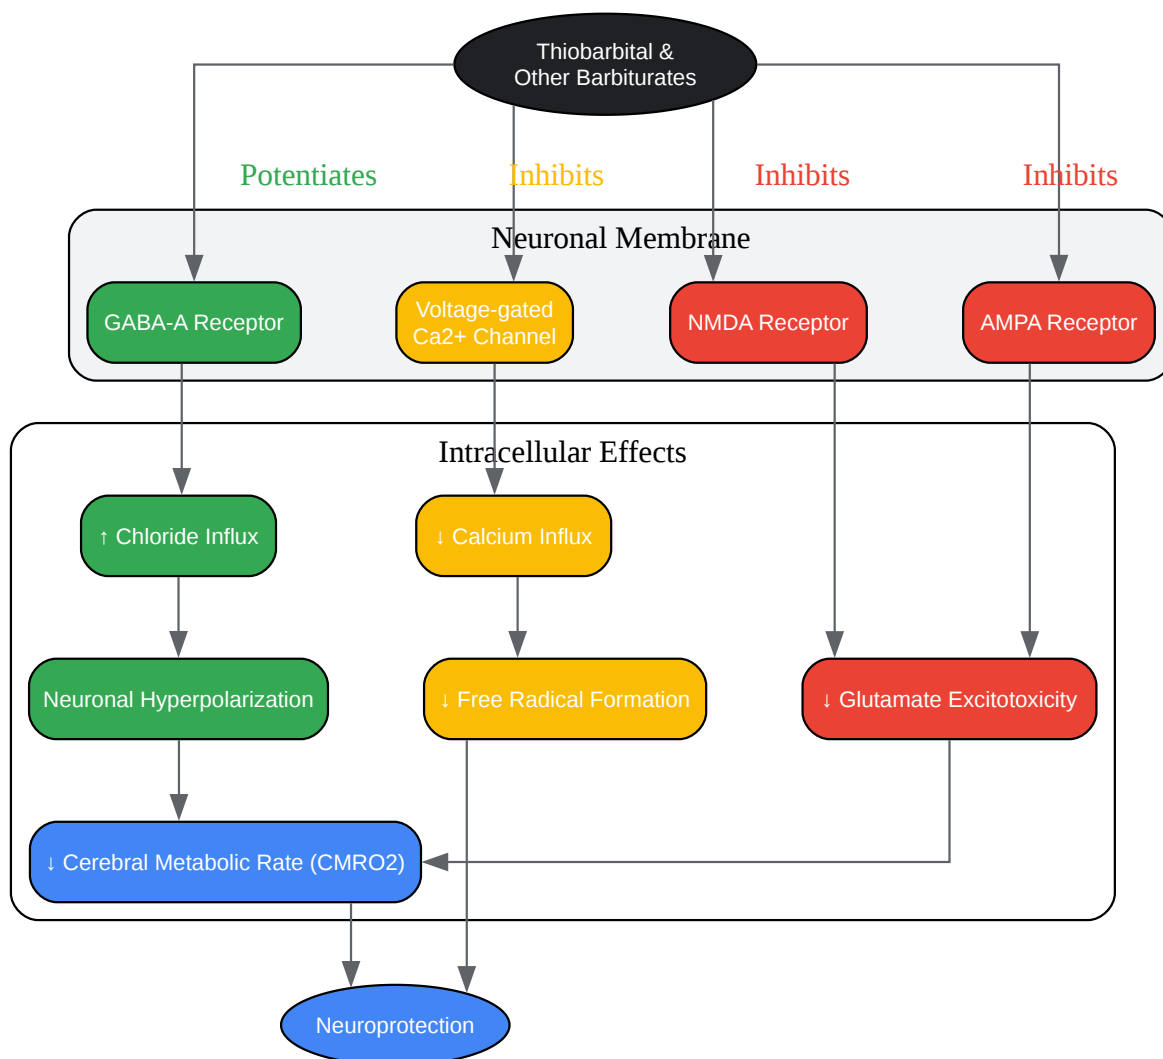 Thiobarbital &
Other Barbiturates
Potentiates
Inhibits
Inhibits
Inhibits
Neuronal Membrane
GABA-A Receptor
Voltage-gated
Ca2+ Channel
NMDA Receptor
AMPA Receptor
Intracellular Effects
↑ Chloride Influx
↓ Calcium Influx
Neuronal Hyperpolarization
↓ Free Radical Formation
↓ Glutamate Excitotoxicity
↓ Cerebral Metabolic Rate (CMRO2)
Neuroprotection